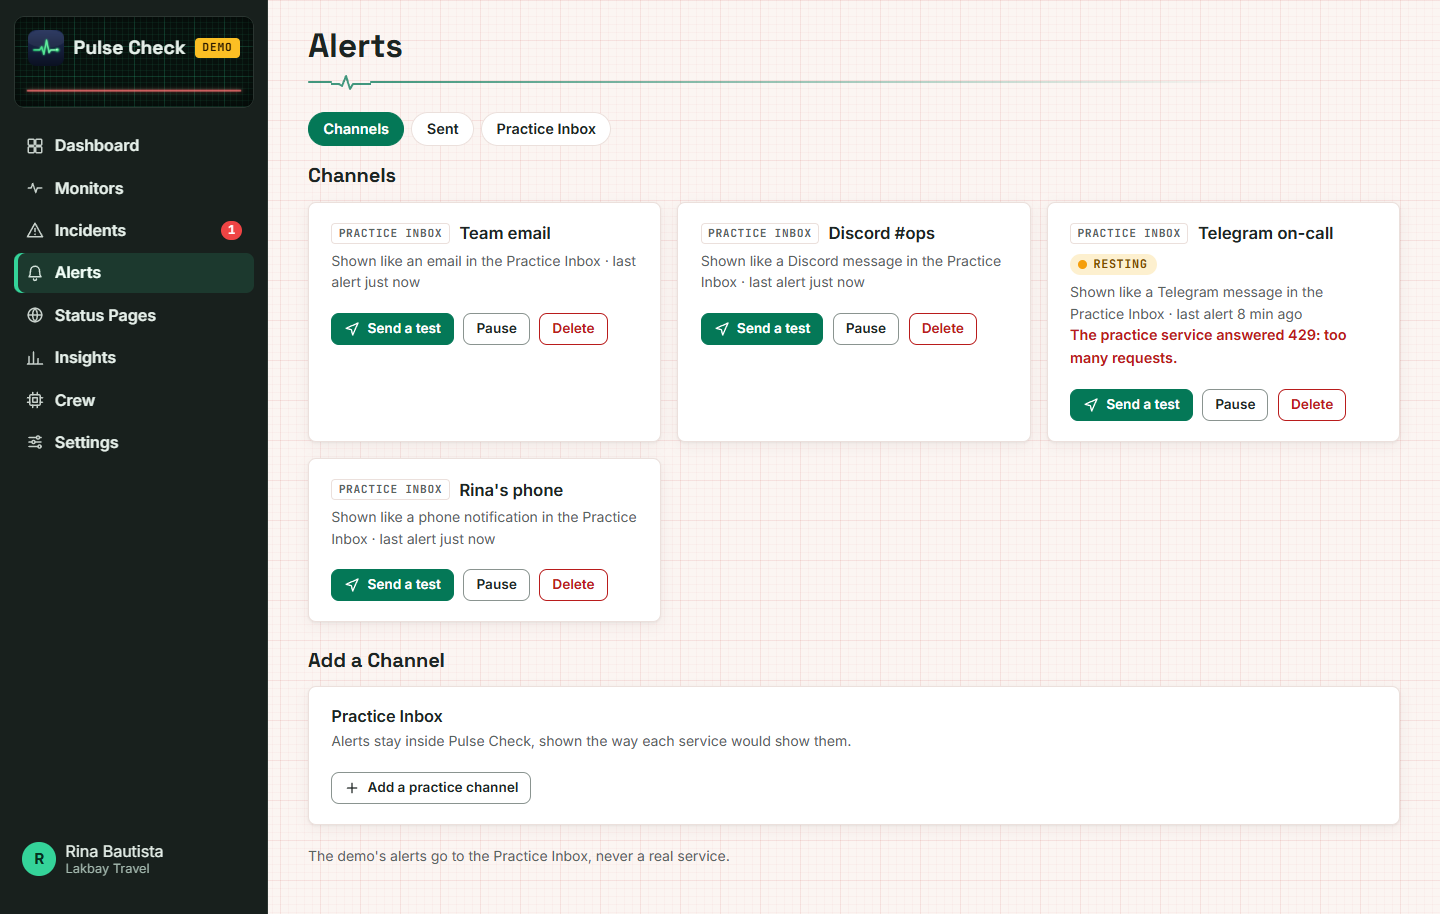 Pulse Check DEMO
Dashboard
Monitors
Incidents 1
Alerts
Status Pages
Insights
Crew
Settings
R
Rina Bautista
Lakbay Travel
Alerts
Channels Sent Practice Inbox
Channels
PRACTICE INBOX Team email
Shown like an email in the Practice Inbox · last
alert just now
Send a test Pause Delete
PRACTICE INBOX Discord #ops
Shown like a Discord message in the Practice
Inbox · last alert just now
Send a test Pause Delete
PRACTICE INBOX Telegram on-call
RESTING
Shown like a Telegram message in the
Practice Inbox · last alert 8 min ago
The practice service answered 429: too
many requests.
Send a test Pause Delete
PRACTICE INBOX Rina's phone
Shown like a phone notification in the Practice
Inbox · last alert just now
Send a test Pause Delete
Add a Channel
Practice Inbox
Alerts stay inside Pulse Check, shown the way each service would show them.
Add a practice channel
The demo's alerts go to the Practice Inbox, never a real service.